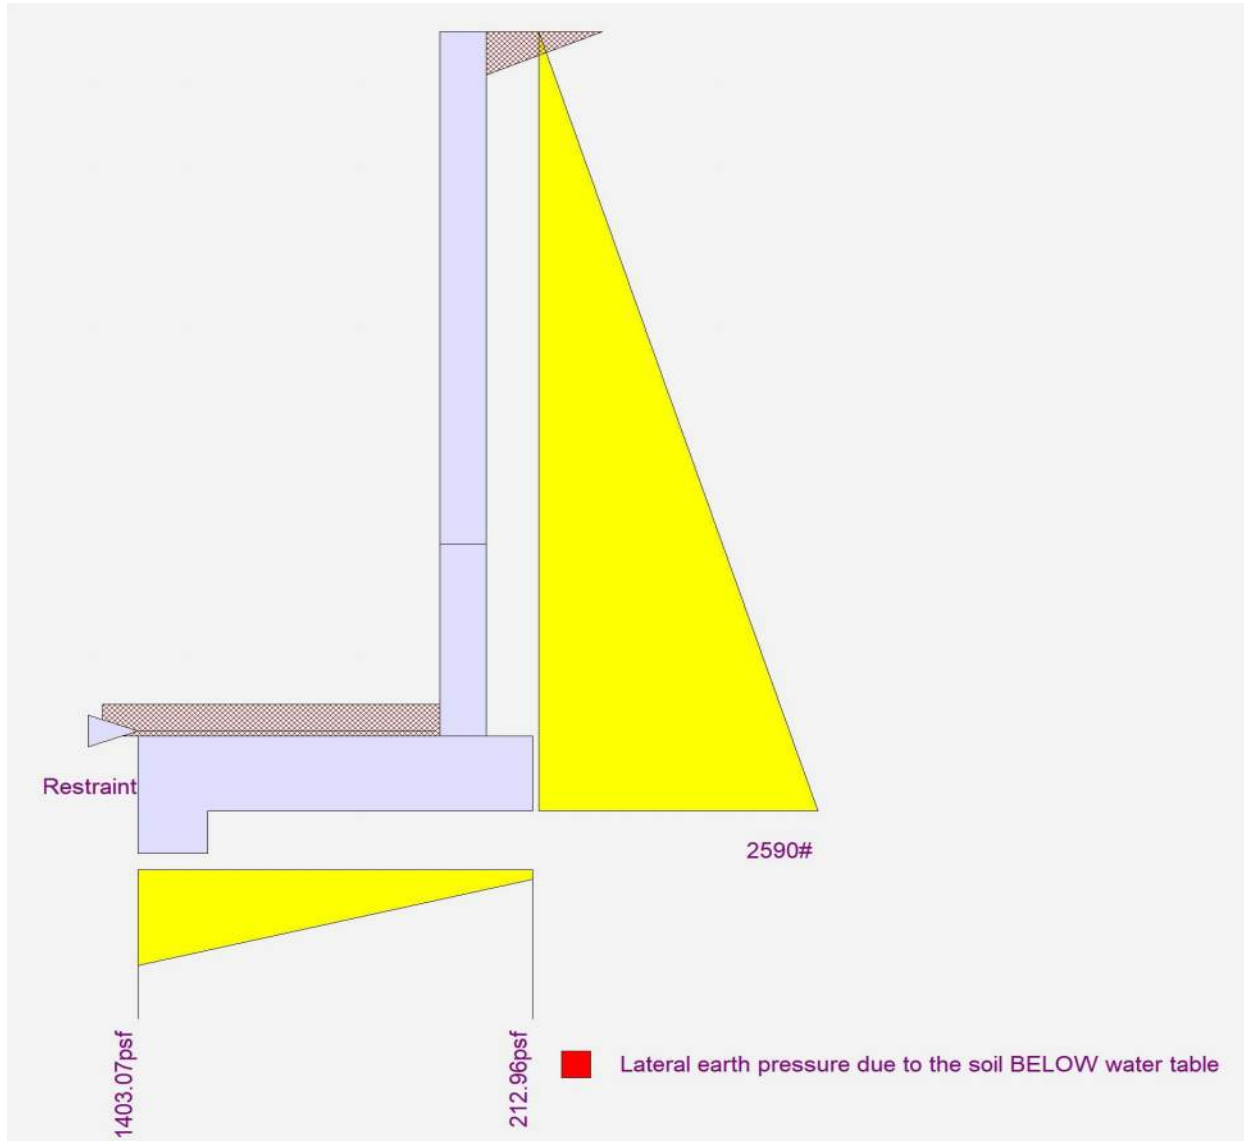 Restraint
2590#
1403.07psf
212.96psf
Lateral earth pressure due to the soil BELOW water table